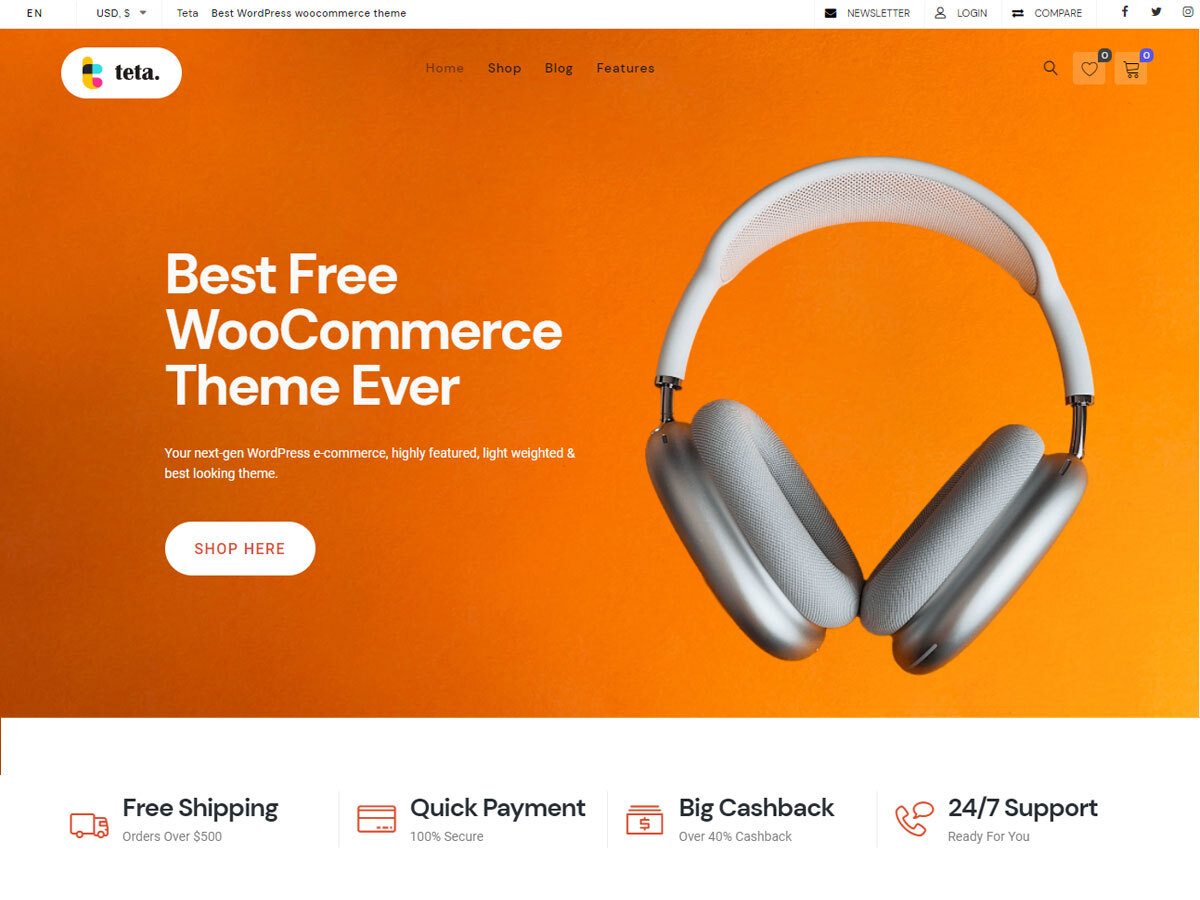 EN
USD, $
Teta Best WordPress woocommerce theme
NEWSLETTER
LOGIN
COMPARE
teta.
Home
Shop
Blog
Features
0
0
Best Free
WooCommerce
Theme Ever
Your next-gen WordPress e-commerce, highly featured, light weighted &
best looking theme.
SHOP HERE
Free Shipping
Orders Over $500
Quick Payment
100% Secure
Big Cashback
Over 40% Cashback
24/7 Support
Ready For You